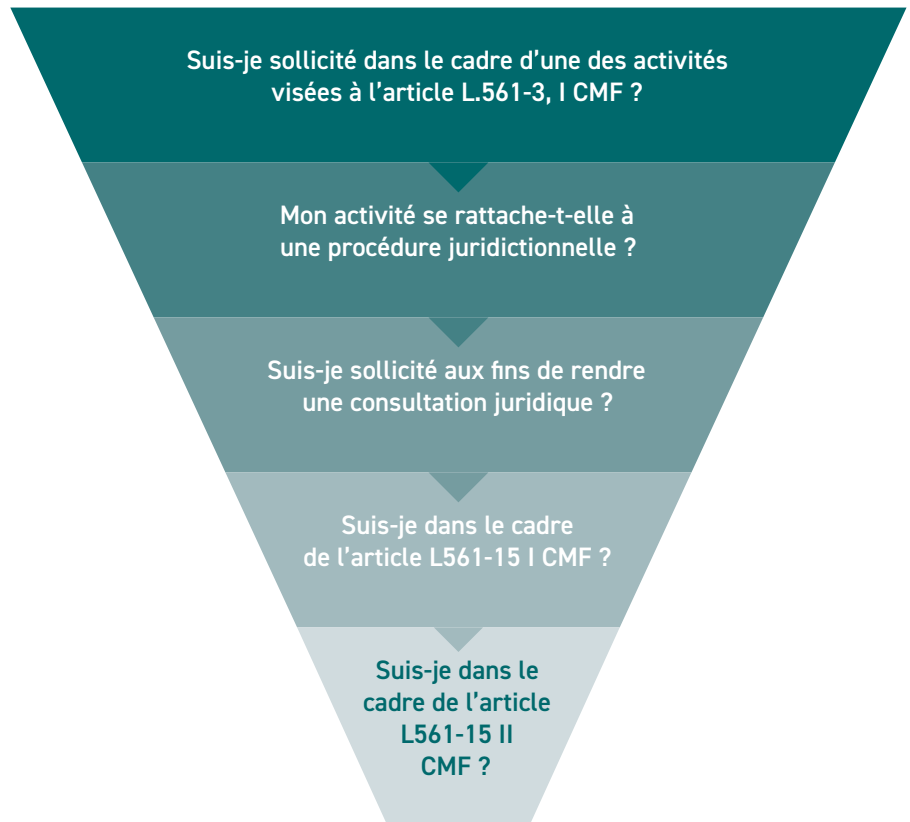 Suis-je sollicité dans le cadre d’une des activités
visées à l’article L.561-3, I CMF ?
Mon activité se rattache-t-elle à
une procédure juridictionnelle ?
Suis-je sollicité aux fins de rendre
une consultation juridique ?
Suis-je dans le cadre
de l’article L561-15 I CMF ?
Suis-je dans le
cadre de l’article
L561-15 II
CMF ?